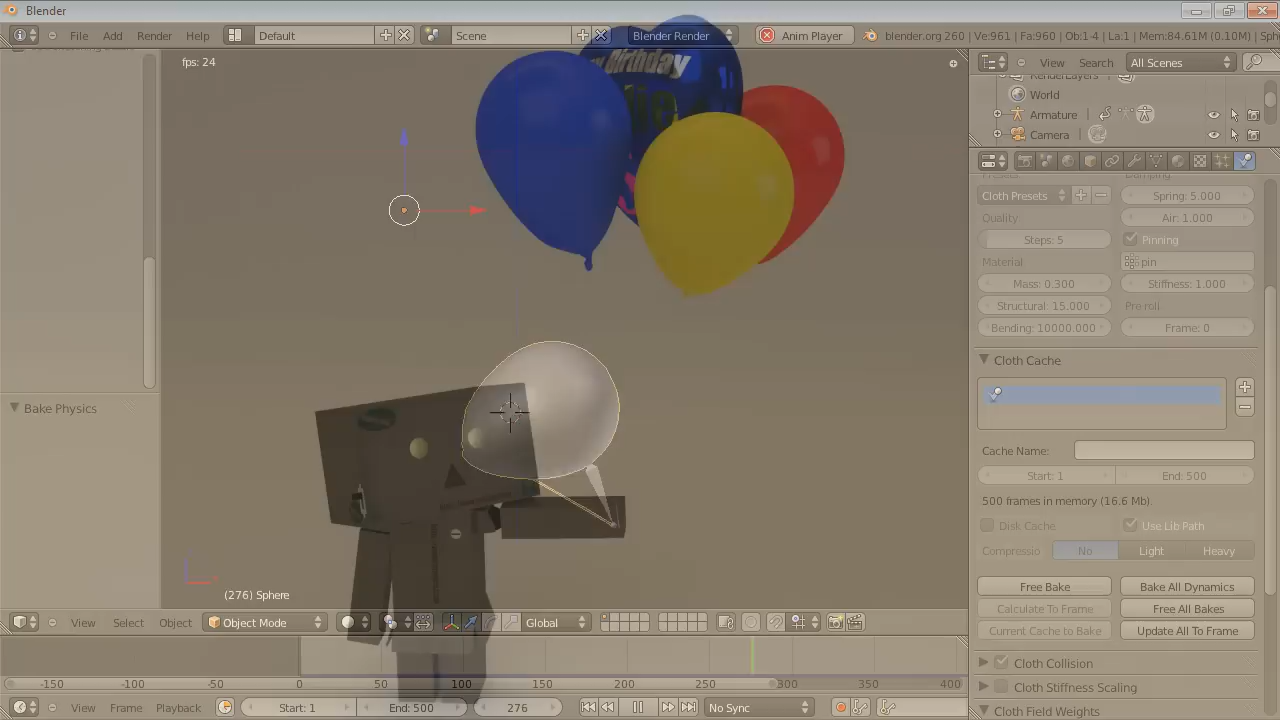 Blender
File Add Render Help Default Scene Blender Render Anim Player blender.org 260 | Ve:961 | Fa:960 | Ob:1-4 | La:1 | Mem:84.61M (0.10M) | Sphe
fps: 24
View Search All Scenes
RenderLayers
World
Armature
Camera
Birthday
Cloth Presets
Spring: 5.000
Quality
Air: 1.000
Steps: 5
Pinning
Material
pin
Mass: 0.300
Stiffness: 1.000
Structural: 15.000
Pre-roll
Bending: 10000.000
Frame: 0
Cloth Cache
Bake Physics
Cache Name:
Start: 1
End: 500
500 frames in memory (16.6 Mb).
Disk Cache
Use Lib Path
Compressio
No
Light
Heavy
Free Bake
Bake All Dynamics
Calculate To Frame
Free All Bakes
Current Cache to Bake
Update All To Frame
(276) Sphere
View Select Object Object Mode Global
Cloth Collision
Cloth Stiffness Scaling
Cloth Field Weights
-150 -100 -50 0 50 100 150 200 250 300 350 400
View Frame Playback Start: 1 End: 500 276 No Sync